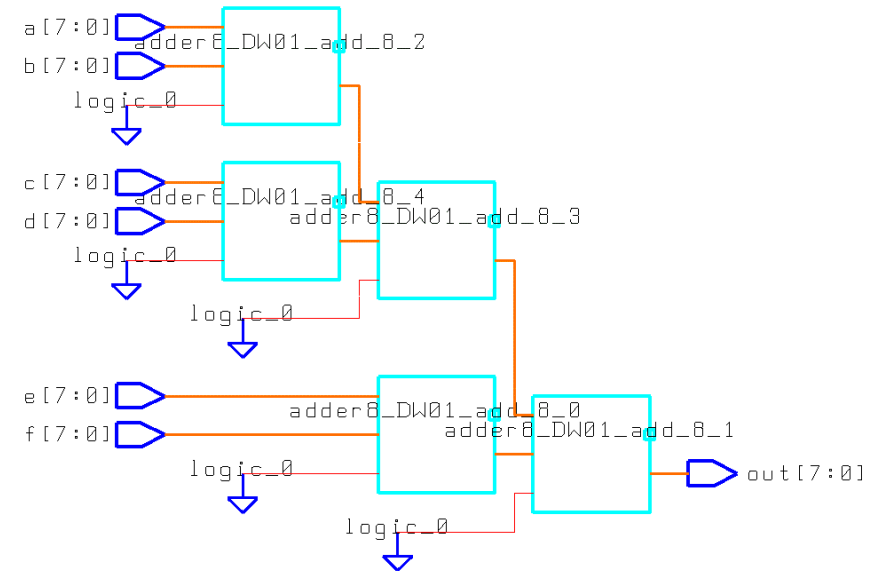 a[7:0]
adder8_DW01_add_8_2
b[7:0]
logic_0
c[7:0]
adder8_DW01_add_8_4
d[7:0]
adder8_DW01_add_8_3
logic_0
logic_0
e[7:0]
adder8_DW01_add_8_0
f[7:0]
adder8_DW01_add_8_1
logic_0
out[7:0]
logic_0